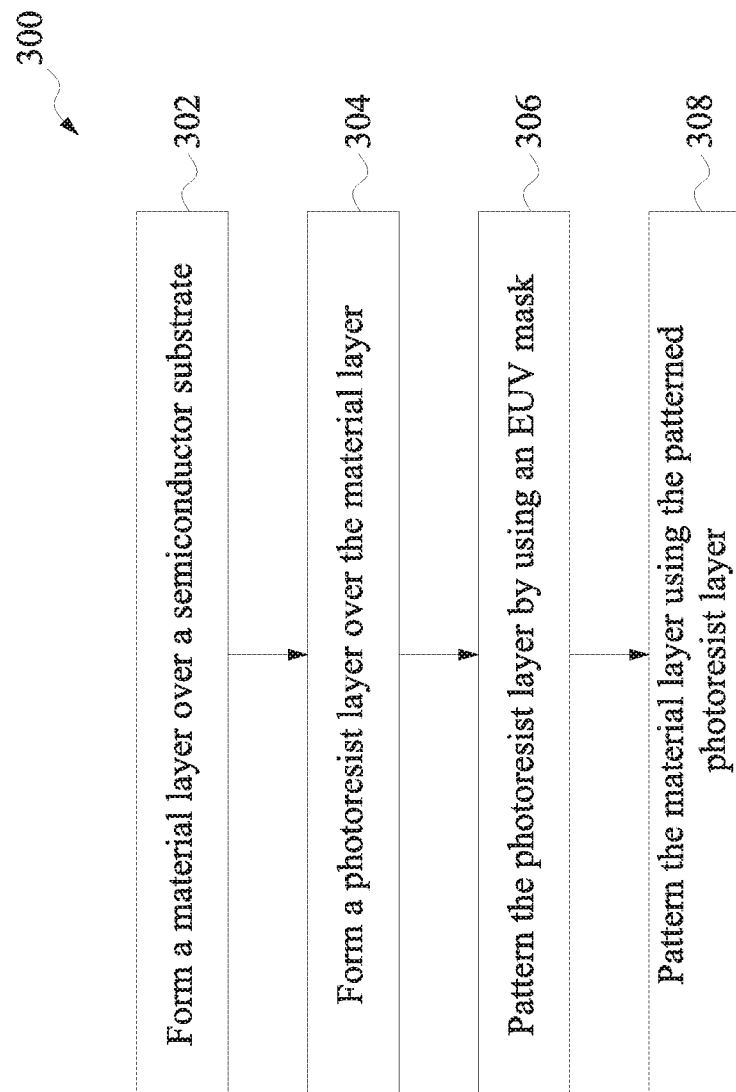 300
Form a material layer over a semiconductor substrate
302
Form a photoresist layer over the material layer
304
Pattern the photoresist layer by using an EUV mask
306
Pattern the material layer using the patterned
photoresist layer
308